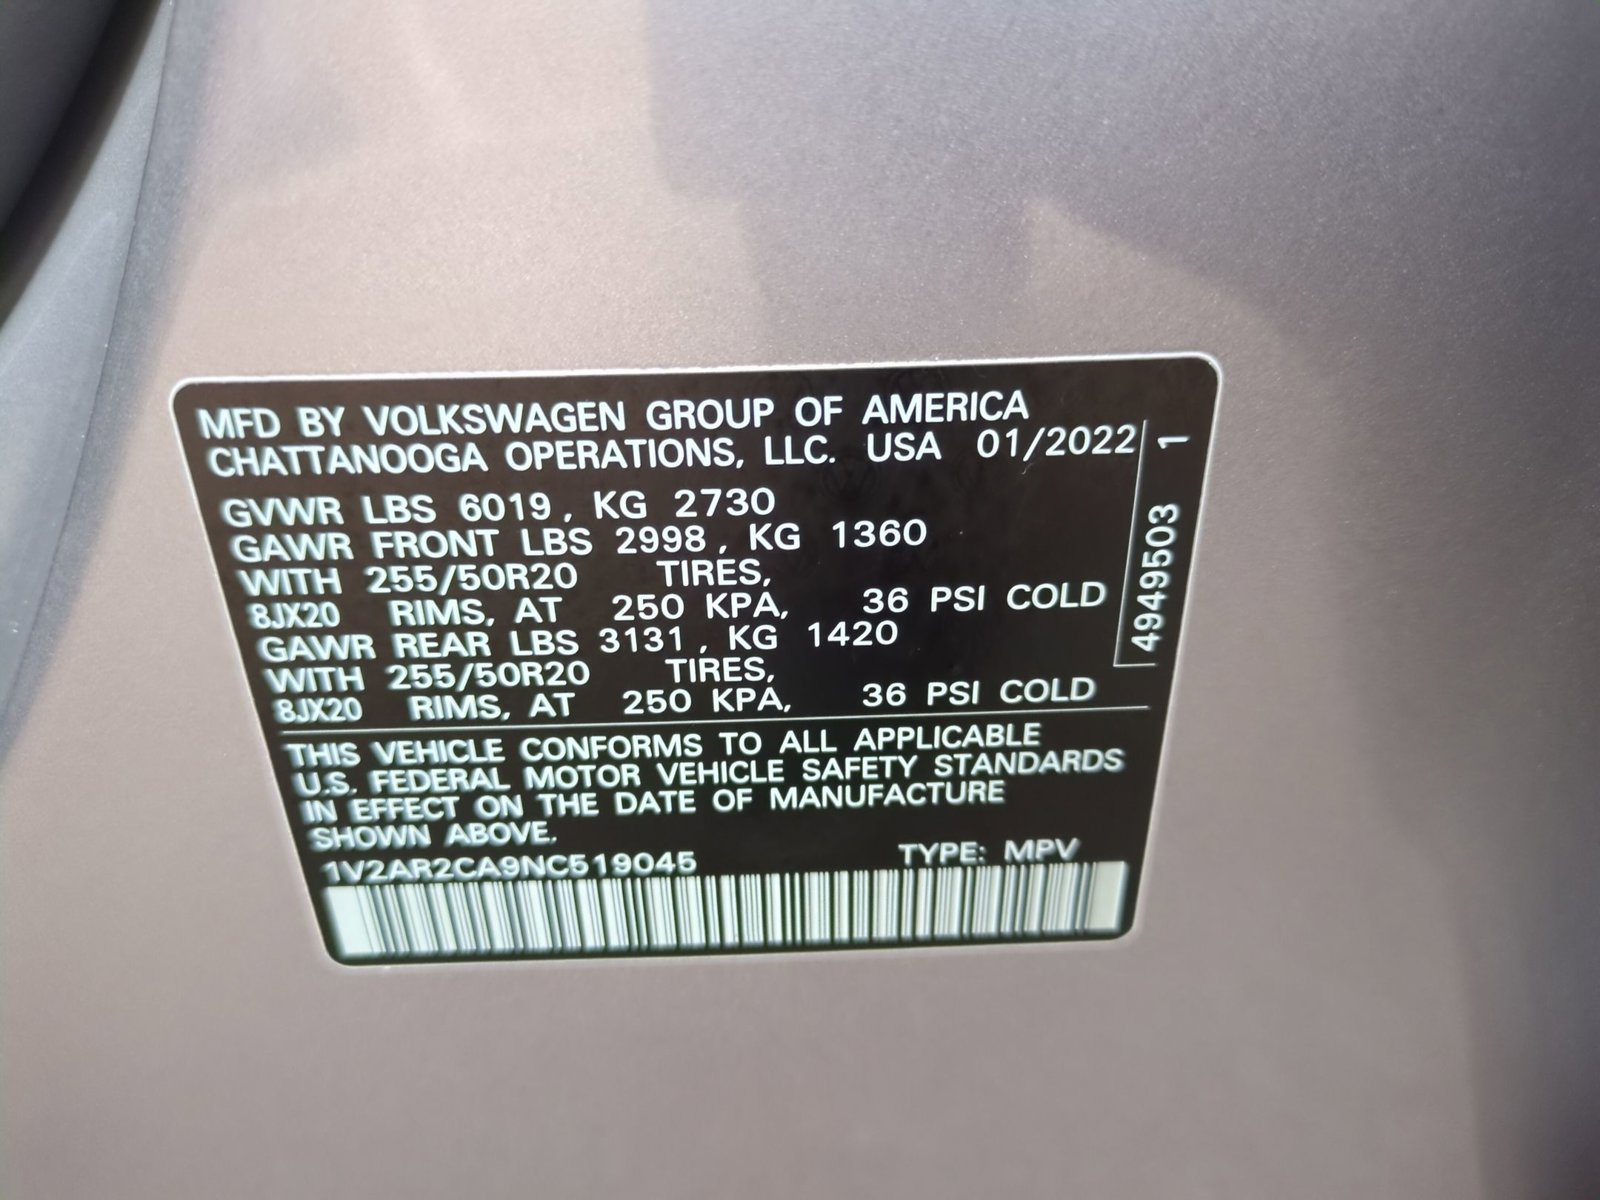 MFD BY VOLKSWAGEN GROUP OF AMERICA
CHATTANOOGA OPERATIONS, LLC. USA 01/2022
GVWR LBS 6019, KG 2730
GAWR FRONT LBS 2998, KG 1360
WITH 255/50R20 TIRES,
8JX20 RIMS, AT 250 KPA, 36 PSI COLD
GAWR REAR LBS 3131, KG 1420
WITH 255/50R20 TIRES,
8JX20 RIMS, AT 250 KPA, 36 PSI COLD
4949503 1
THIS VEHICLE CONFORMS TO ALL APPLICABLE
U.S. FEDERAL MOTOR VEHICLE SAFETY STANDARDS
IN EFFECT ON THE DATE OF MANUFACTURE
SHOWN ABOVE.
1V2AR2CA9NC519045 TYPE: MPV